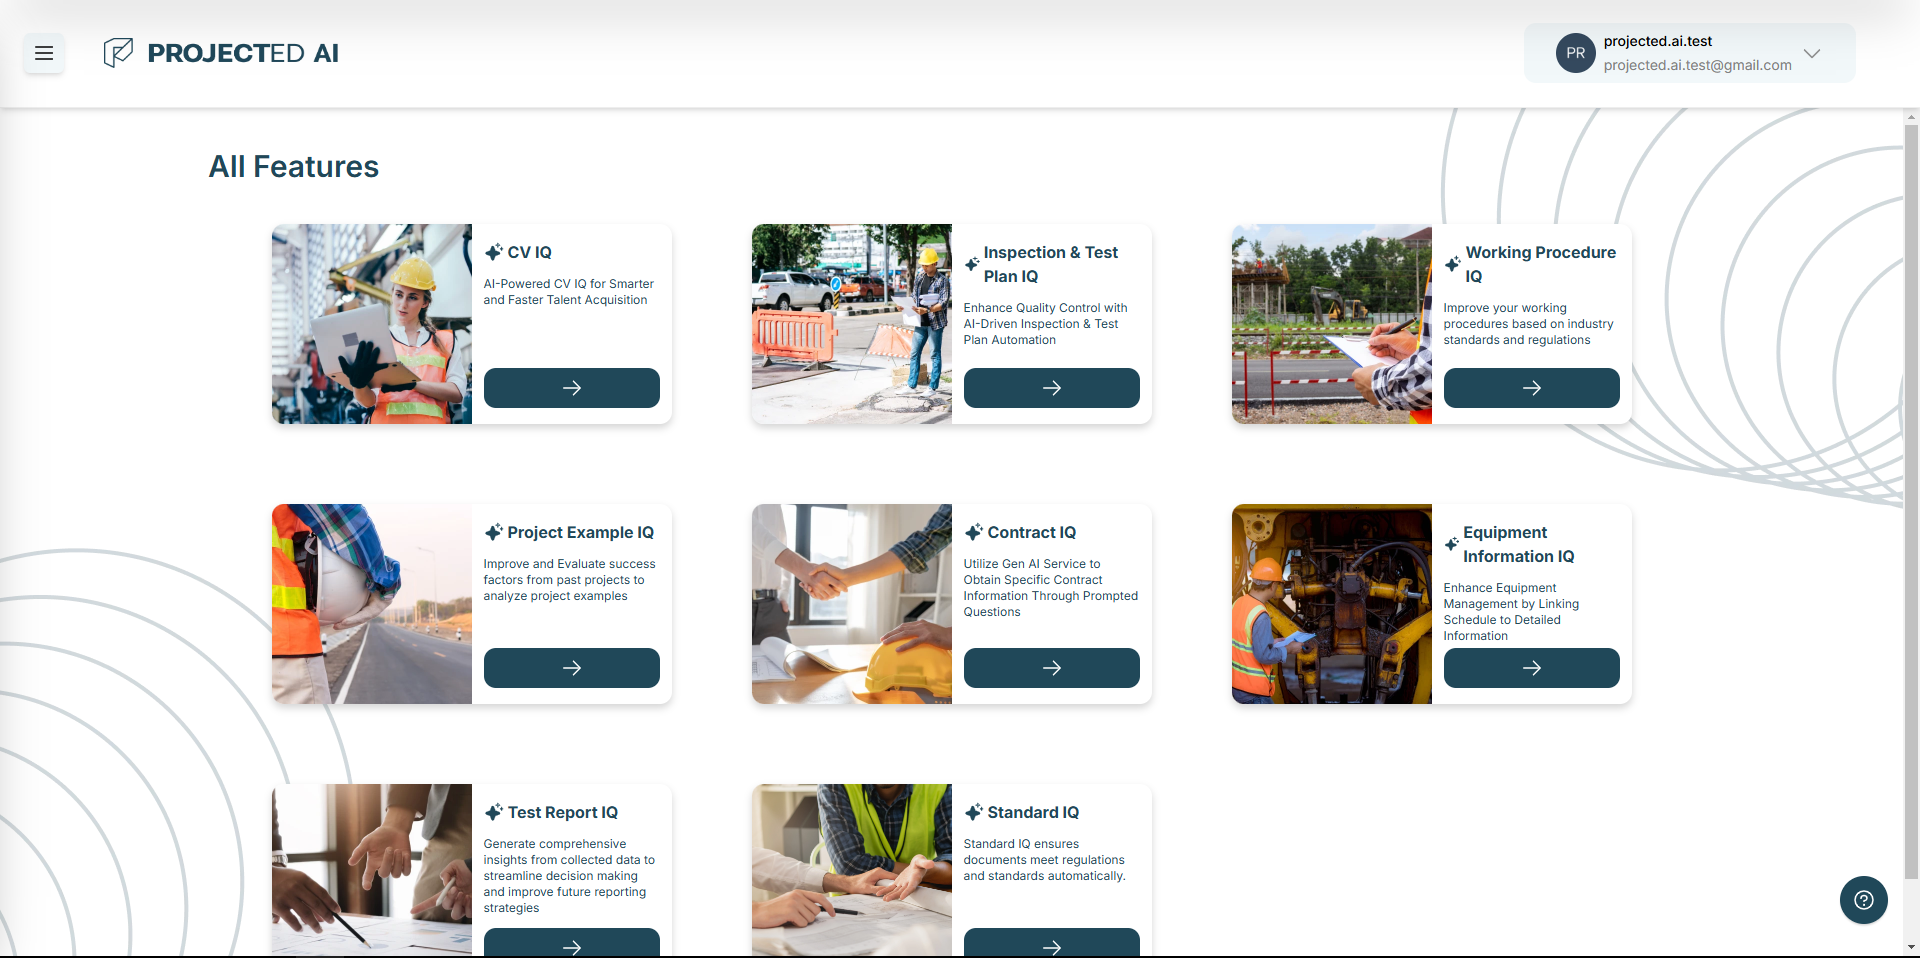 PROJECTED AI
PR
projected.ai.test
projected.ai.test@gmail.com
All Features
CV IQ
AI-Powered CV IQ for Smarter
and Faster Talent Acquisition
Inspection & Test
Plan IQ
Enhance Quality Control with
AI-Driven Inspection & Test
Plan Automation
Working Procedure
IQ
Improve your working
procedures based on industry
standards and regulations
Project Example IQ
Improve and Evaluate success
factors from past projects to
analyze project examples
Contract IQ
Utilize Gen AI Service to
Obtain Specific Contract
Information Through Prompted
Questions
Equipment
Information IQ
Enhance Equipment
Management by Linking
Schedule to Detailed
Information
Test Report IQ
Generate comprehensive
insights from collected data to
streamline decision making
and improve future reporting
strategies
Standard IQ
Standard IQ ensures
documents meet regulations
and standards automatically.